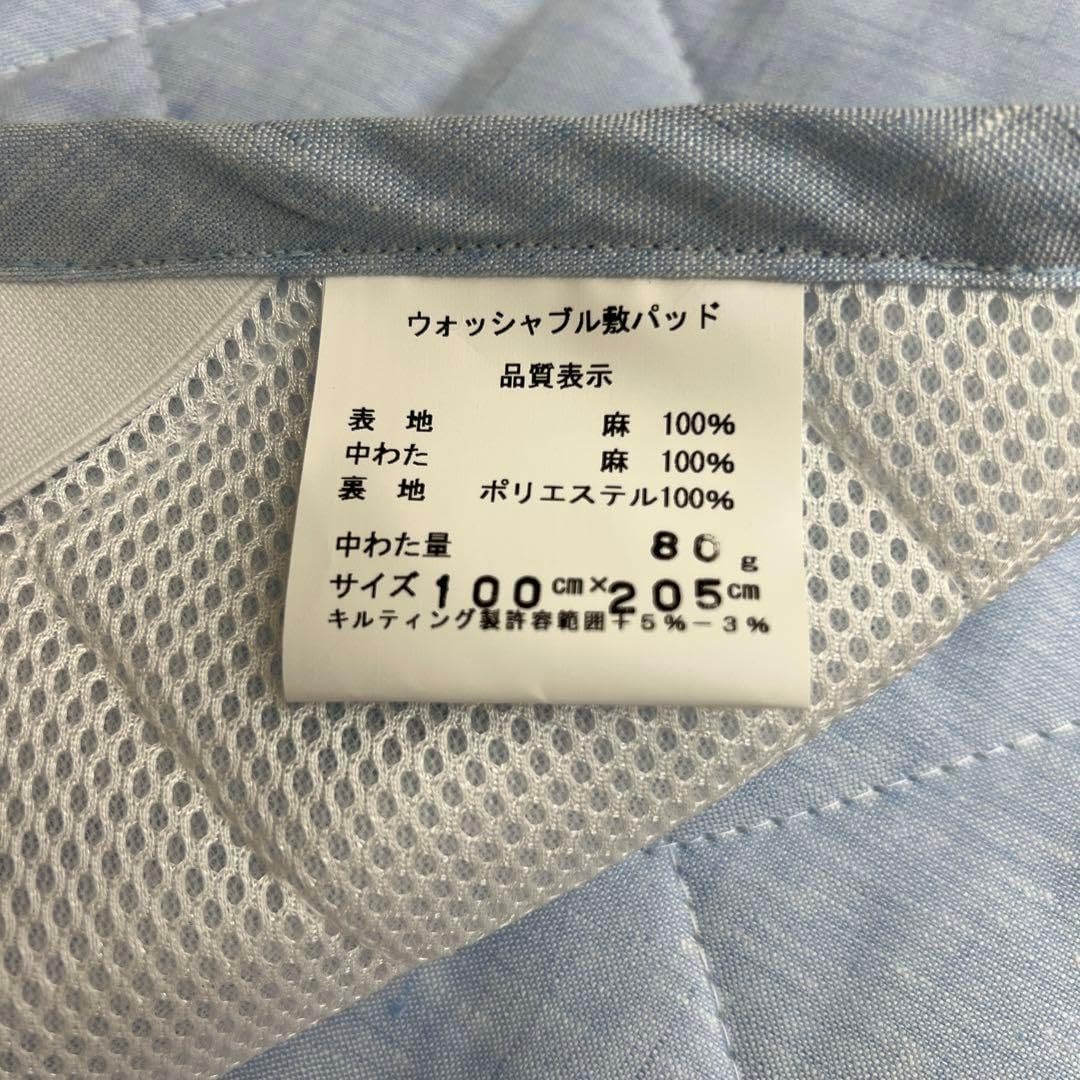 ウォッシャブル敷パッド
品質表示
表 地 麻 100%
中わた 麻 100%
裏 地 ポリエステル100%
中わた量 80 g
サイズ 100cm×205cm
キルティング製許容範囲+5%-3%